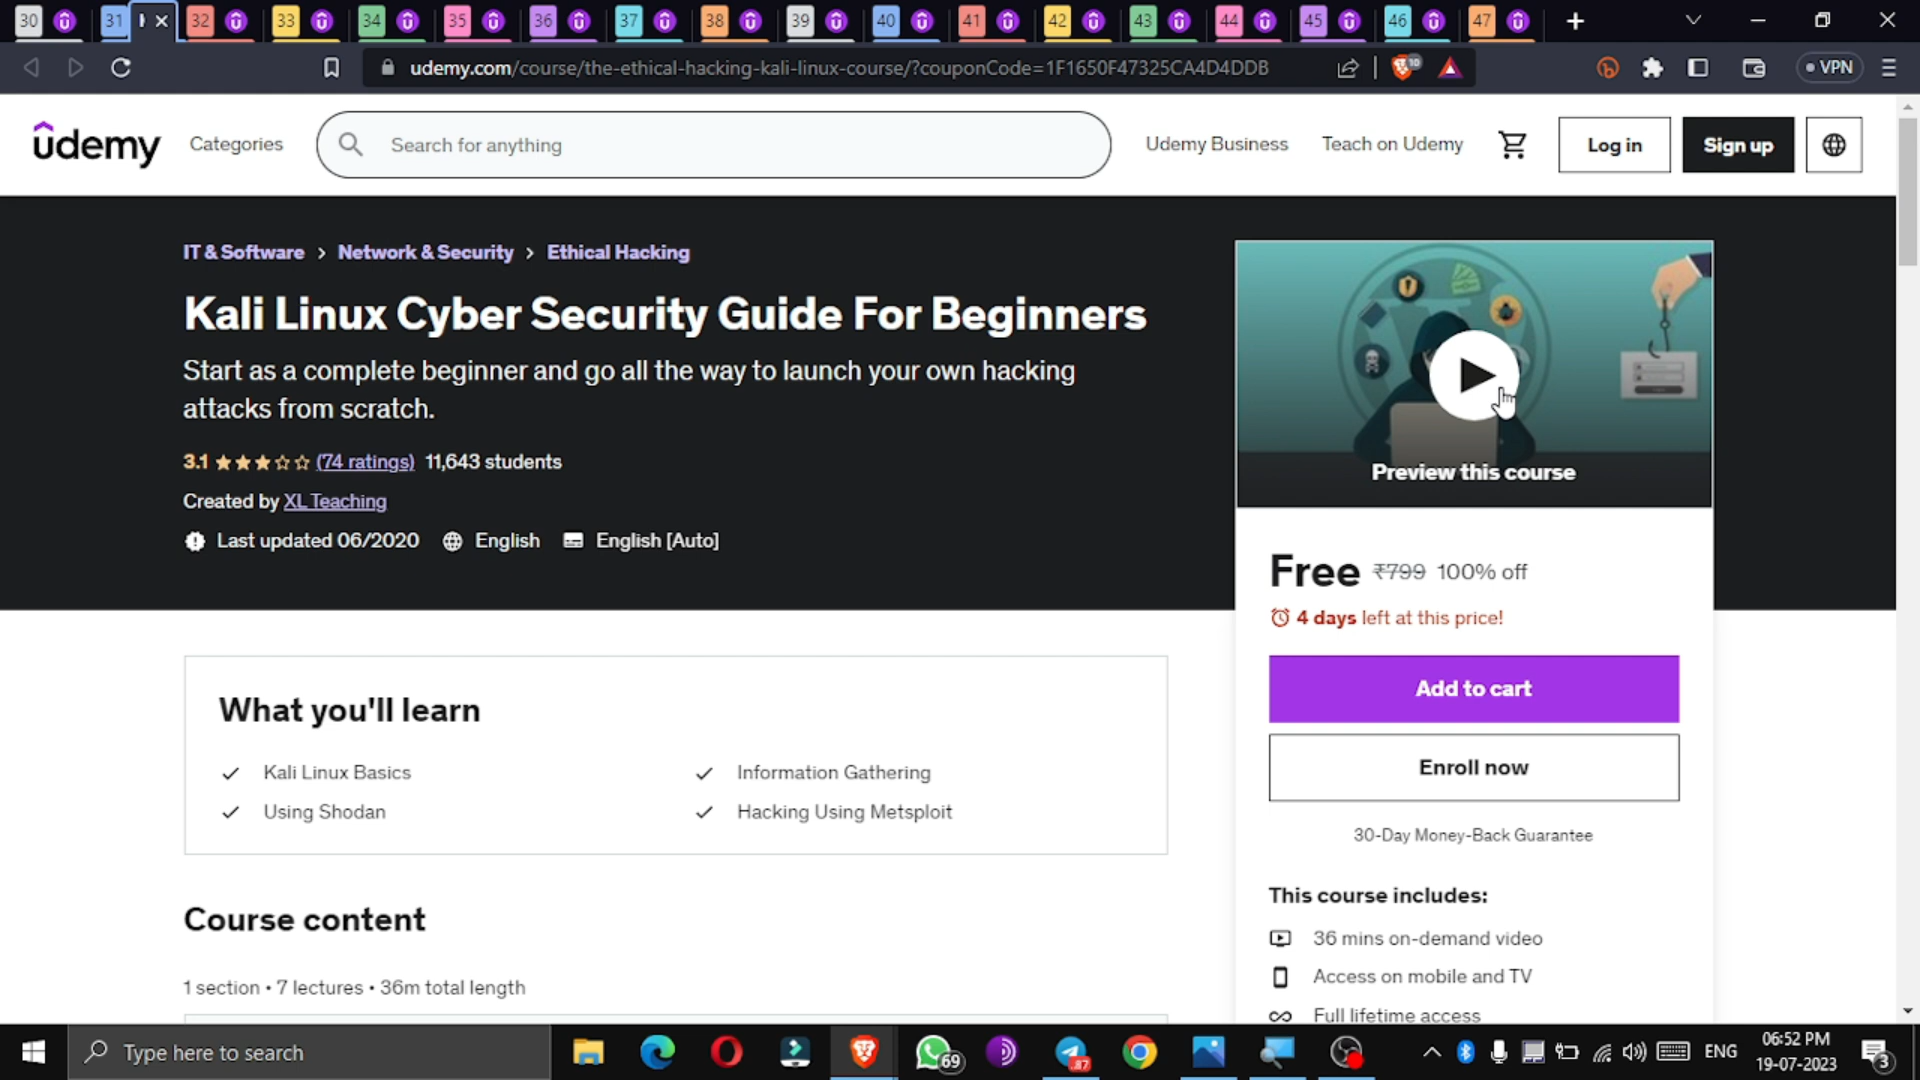 30 31 32 33 34 35 36 37 38 39 40 41 42 43 44 45 46 47
udemy.com/course/the-ethical-hacking-kali-linux-course/?couponCode=1F1650F47325CA4D4DDB
10
VPN
ûdemy
Categories
Search for anything
Udemy Business
Teach on Udemy
Log in
Sign up
IT & Software > Network & Security > Ethical Hacking
Kali Linux Cyber Security Guide For Beginners
Start as a complete beginner and go all the way to launch your own hacking
attacks from scratch.
3.1 (74 ratings) 11,643 students
Created by XL Teaching
Last updated 06/2020 English English [Auto]
Preview this course
Free ₹799 100% off
4 days left at this price!
Add to cart
Enroll now
30-Day Money-Back Guarantee
This course includes:
36 mins on-demand video
Access on mobile and TV
Full lifetime access
What you'll learn
Kali Linux Basics
Information Gathering
Using Shodan
Hacking Using Metsploit
Course content
1 section • 7 lectures • 36m total length
Type here to search
69
87
ENG
06:52 PM
19-07-2023
3